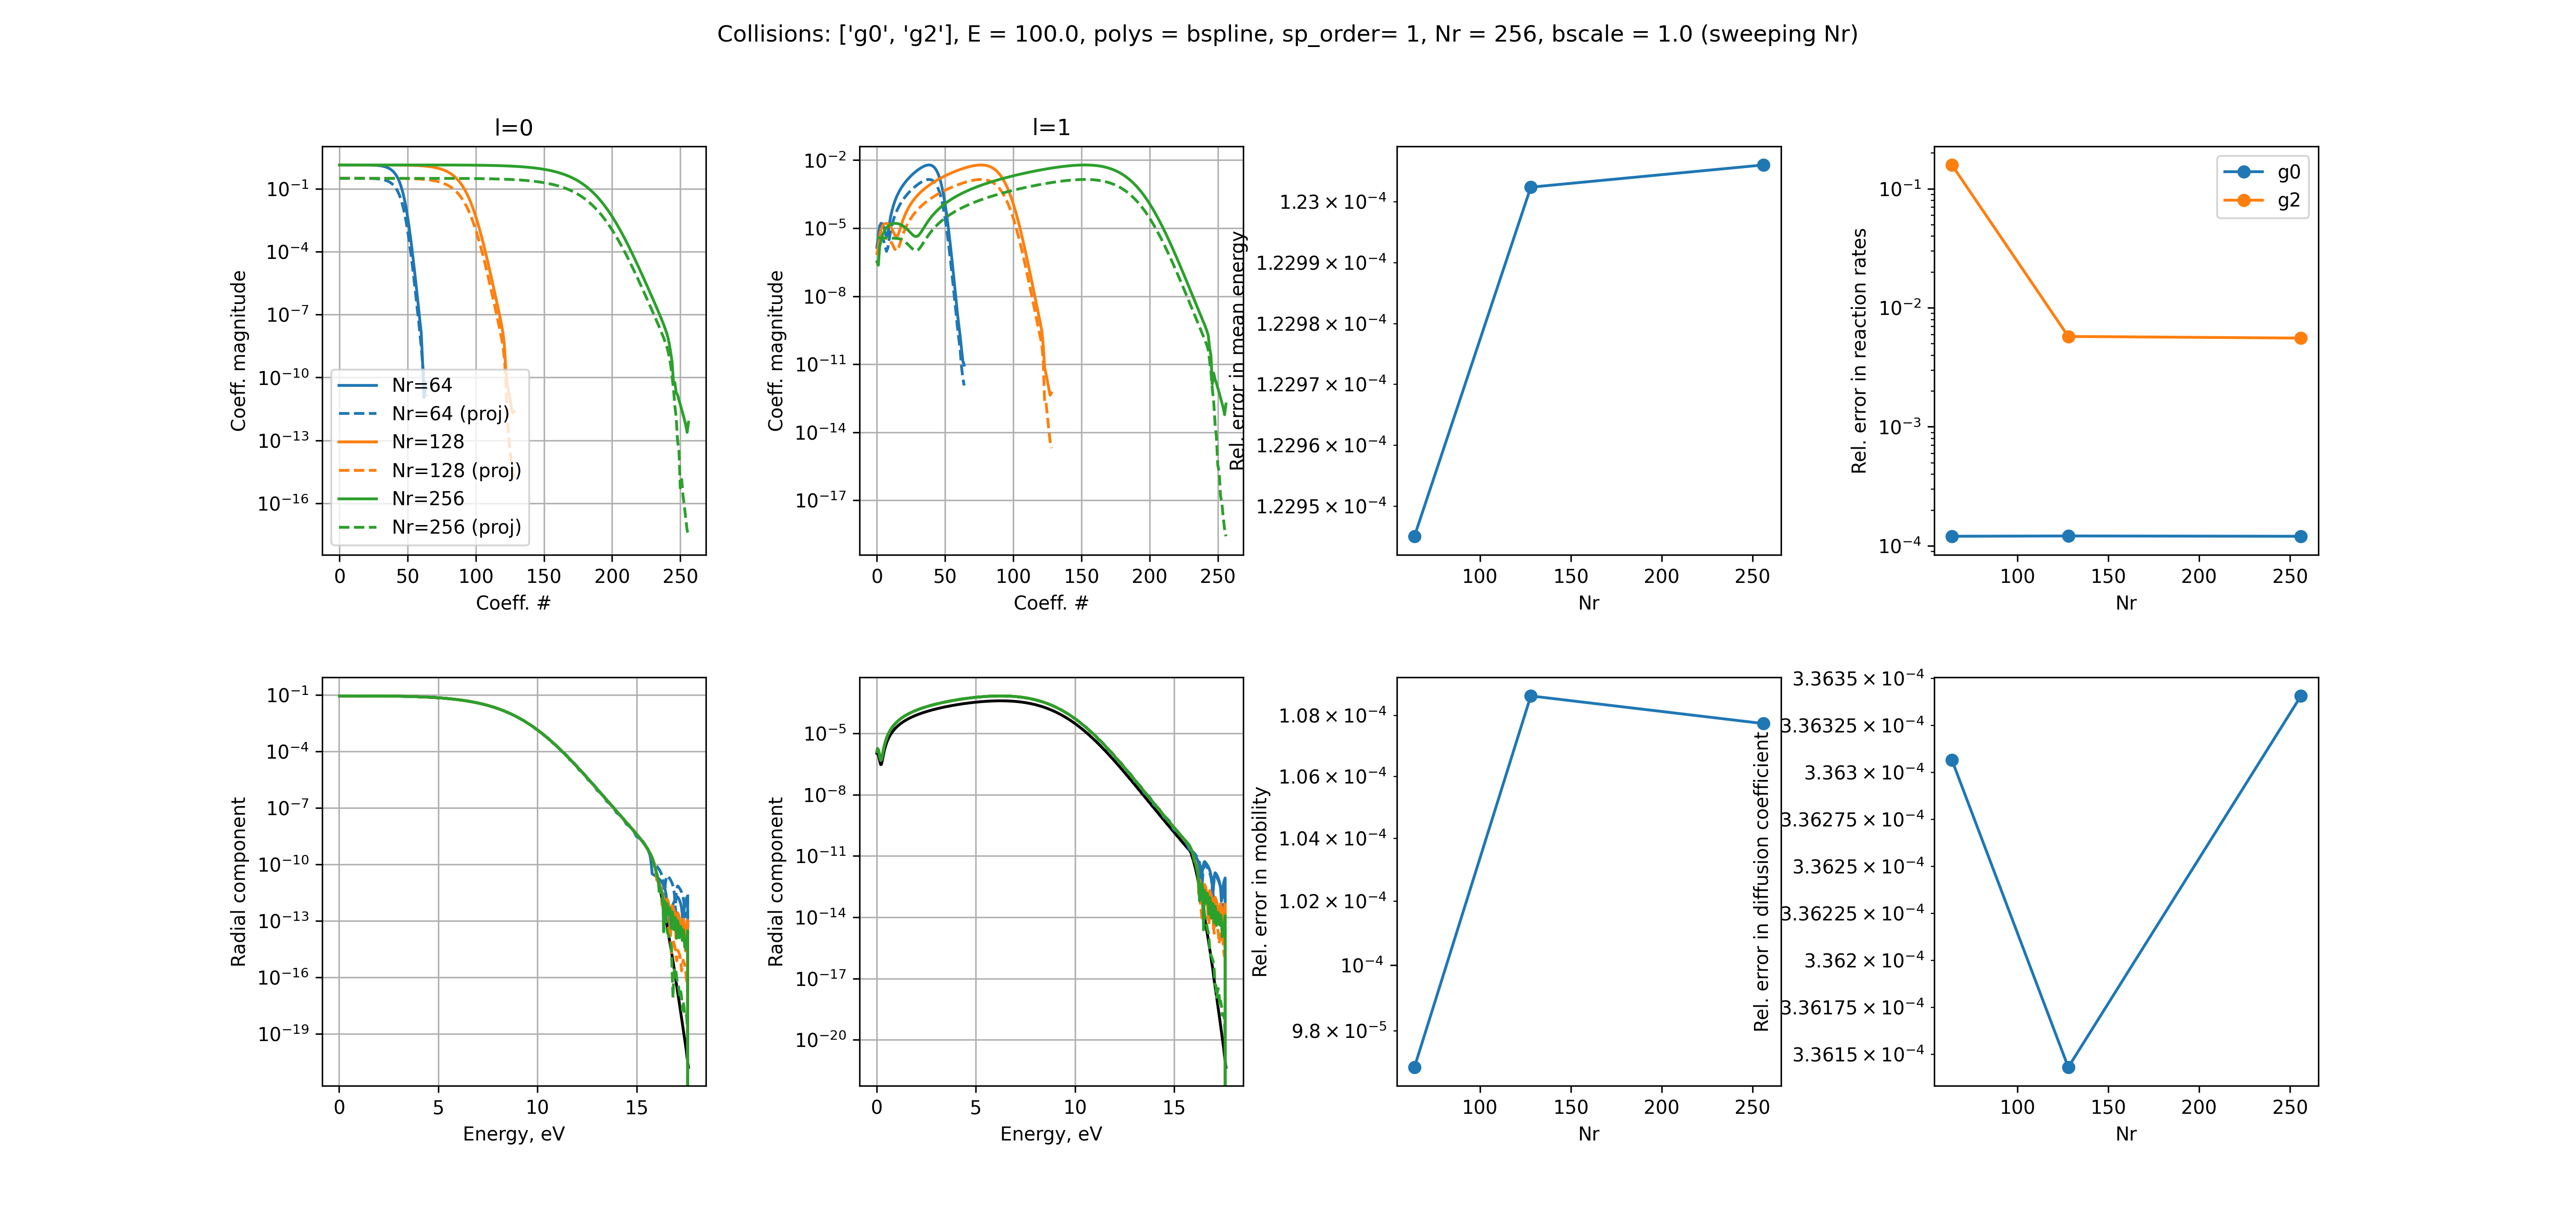 Collisions: ['g0', 'g2'], E = 100.0, polys = bspline, sp_order= 1, Nr = 256, bscale = 1.0 (sweeping Nr)
l=0
Coeff. magnitude
10⁻¹
10⁻⁴
10⁻⁷
10⁻¹⁰
10⁻¹³
10⁻¹⁶
Nr=64
Nr=64 (proj)
Nr=128
Nr=128 (proj)
Nr=256
Nr=256 (proj)
0 50 100 150 200 250
Coeff. #
l=1
Coeff. magnitude
10⁻²
10⁻⁵
10⁻⁸
10⁻¹¹
10⁻¹⁴
10⁻¹⁷
0 50 100 150 200 250
Coeff. #
Rel. error in mean energy
1.23 × 10⁻⁴
1.2299 × 10⁻⁴
1.2298 × 10⁻⁴
1.2297 × 10⁻⁴
1.2296 × 10⁻⁴
1.2295 × 10⁻⁴
100 150 200 250
Nr
Rel. error in reaction rates
10⁻¹
10⁻²
10⁻³
10⁻⁴
g0
g2
100 150 200 250
Nr
Radial component
10⁻¹
10⁻⁴
10⁻⁷
10⁻¹⁰
10⁻¹³
10⁻¹⁶
10⁻¹⁹
0 5 10 15
Energy, eV
Radial component
10⁻⁵
10⁻⁸
10⁻¹¹
10⁻¹⁴
10⁻¹⁷
10⁻²⁰
0 5 10 15
Energy, eV
Rel. error in mobility
1.08 × 10⁻⁴
1.06 × 10⁻⁴
1.04 × 10⁻⁴
1.02 × 10⁻⁴
10⁻⁴
9.8 × 10⁻⁵
100 150 200 250
Nr
Rel. error in diffusion coefficient
3.3635 × 10⁻⁴
3.36325 × 10⁻⁴
3.363 × 10⁻⁴
3.36275 × 10⁻⁴
3.3625 × 10⁻⁴
3.36225 × 10⁻⁴
3.362 × 10⁻⁴
3.36175 × 10⁻⁴
3.3615 × 10⁻⁴
100 150 200 250
Nr